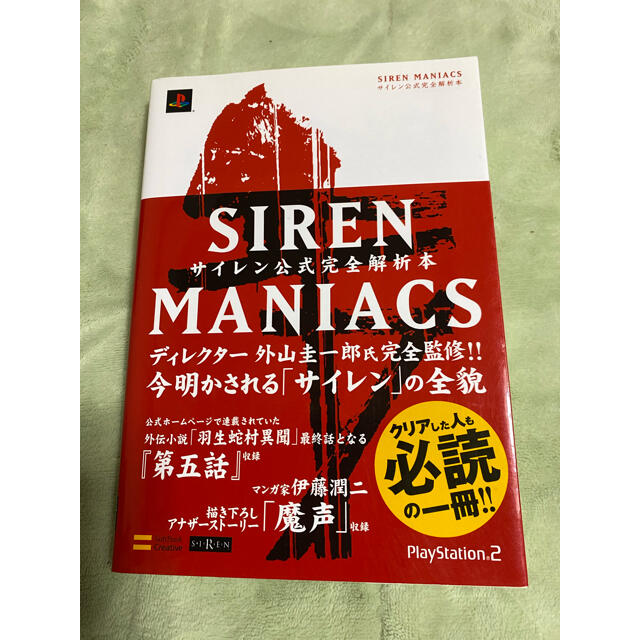 SIREN MANIACS
サイレン公式完全解析本
SIREN
サイレン公式完全解析本
MANIACS
ディレクター 外山圭一郎氏完全監修!!
今明かされる「サイレン」の全貌
公式ホームページで連載されていた
外伝小説「羽生蛇村異聞」最終話となる
『第五話』収録
マンガ家 伊藤潤二
描き下ろし
アナザーストーリー「魔声」収録
クリアした人も
必読
の一冊!!
SoftBank
Creative
S・I・R・E・N
PlayStation®2